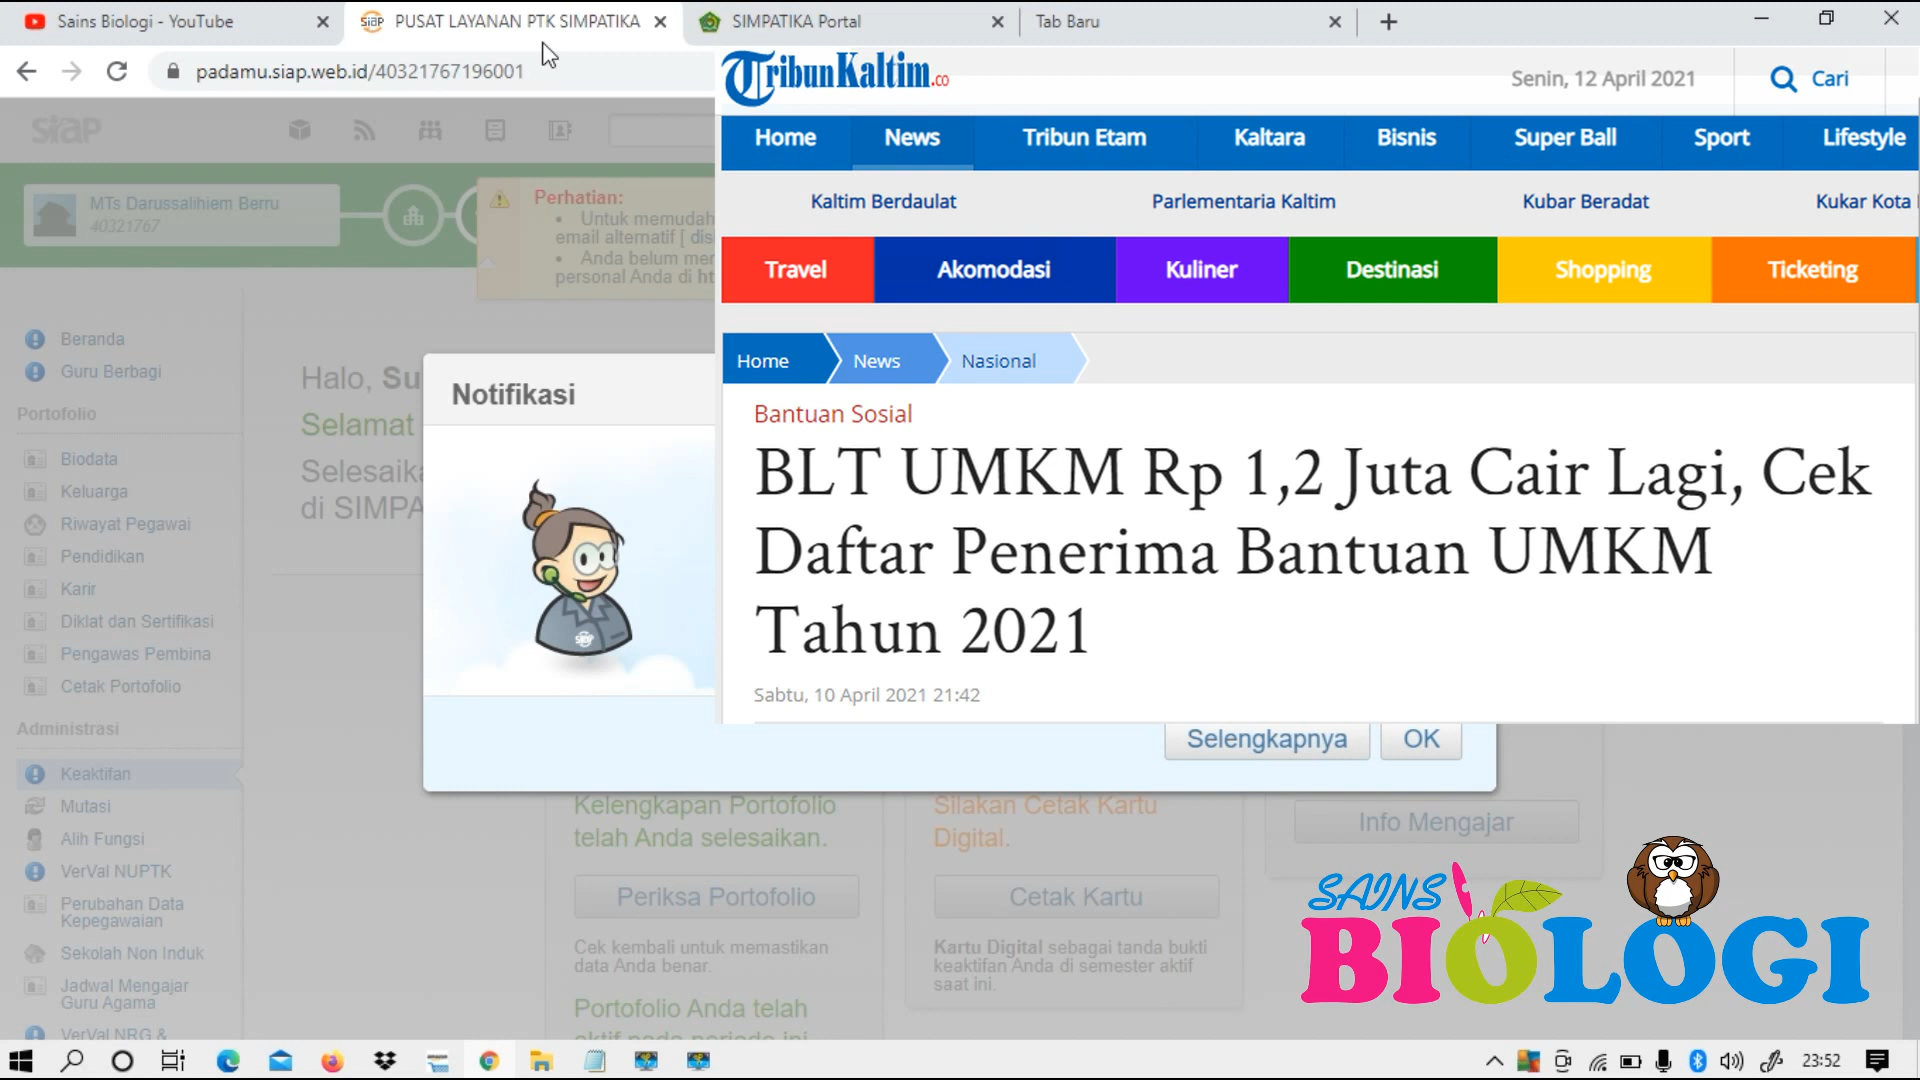 Sains Biologi - YouTube
PUSAT LAYANAN PTK SIMPATIKA
SIMPATIKA Portal
Tab Baru
padamu.siap.web.id/40321767196001
TribunKaltim.co
Senin, 12 April 2021
Cari
Home
News
Tribun Etam
Kaltara
Bisnis
Super Ball
Sport
Lifestyle
Kaltim Berdaulat
Parlementaria Kaltim
Kubar Beradat
Kukar Kota
Travel
Akomodasi
Kuliner
Destinasi
Shopping
Ticketing
Home
News
Nasional
Bantuan Sosial
BLT UMKM Rp 1,2 Juta Cair Lagi, Cek
Daftar Penerima Bantuan UMKM
Tahun 2021
Sabtu, 10 April 2021 21:42
siap
MTs Darussalihiem Berru
40321767
Perhatian:
Untuk memudah
email alternatif [ dis
Anda belum mer
personal Anda di ht
Beranda
Guru Berbagi
Portofolio
Biodata
Keluarga
Riwayat Pegawai
Pendidikan
Karir
Diklat dan Sertifikasi
Pengawas Pembina
Cetak Portofolio
Administrasi
Keaktifan
Mutasi
Alih Fungsi
VerVal NUPTK
Perubahan Data
Kepegawaian
Sekolah Non Induk
Jadwal Mengajar
Guru Agama
VerVal NRG &
Halo, Su
Selamat
Selesaika
di SIMPA
Notifikasi
siap
Selengkapnya
OK
Kelengkapan Portofolio
telah Anda selesaikan.
Periksa Portofolio
Cek kembali untuk memastikan
data Anda benar.
Portofolio Anda telah
aktif pada periode ini
Silakan Cetak Kartu
Digital.
Cetak Kartu
Kartu Digital sebagai tanda bukti
keaktifan Anda di semester aktif
saat ini.
Info Mengajar
SAINS
BIOLOGI
23:52